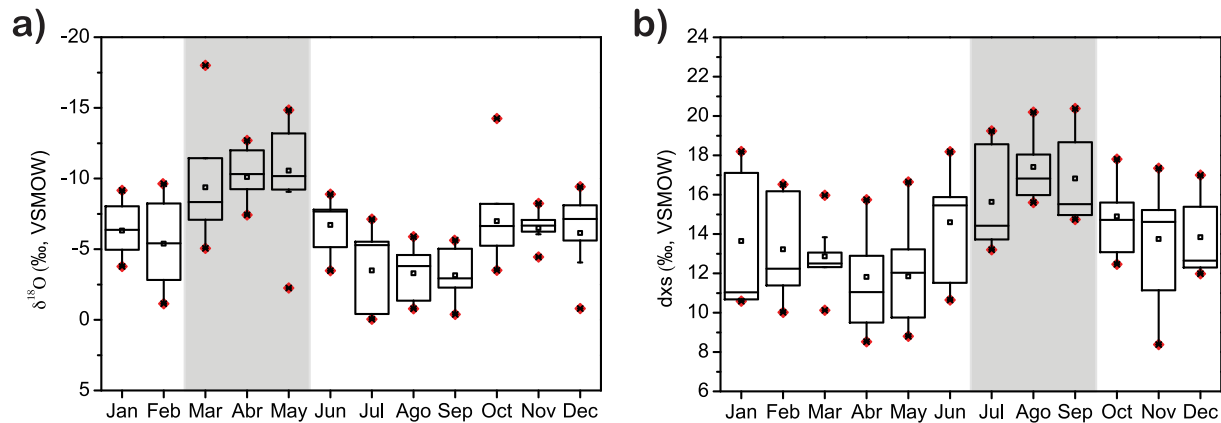 a)
-20
-15
-10
-5
0
5
δ¹⁸O (‰, VSMOW)
Jan Feb Mar Abr May Jun Jul Ago Sep Oct Nov Dec
b)
24
22
20
18
16
14
12
10
8
6
dxs (‰, VSMOW)
Jan Feb Mar Abr May Jun Jul Ago Sep Oct Nov Dec